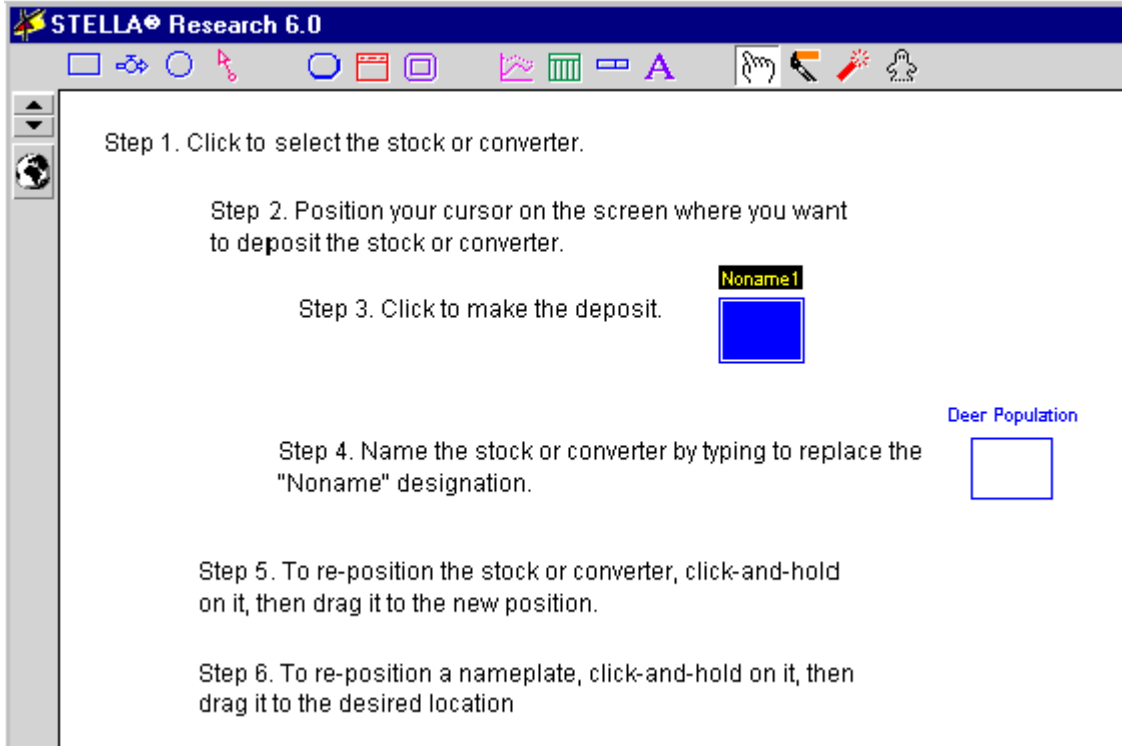 STELLA® Research 6.0
A
Step 1. Click to select the stock or converter.
Step 2. Position your cursor on the screen where you want
to deposit the stock or converter.
Noname1
Step 3. Click to make the deposit.
Deer Population
Step 4. Name the stock or converter by typing to replace the
"Noname" designation.
Step 5. To re-position the stock or converter, click-and-hold
on it, then drag it to the new position.
Step 6. To re-position a nameplate, click-and-hold on it, then
drag it to the desired location